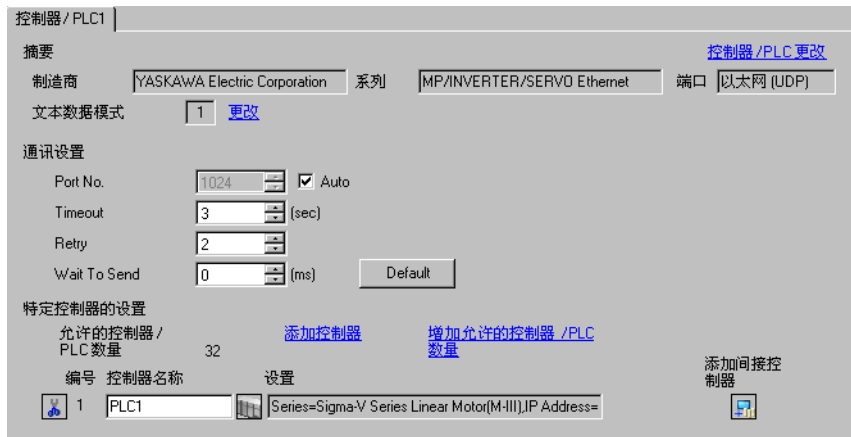 控制器/PLC1
摘要 控制器/PLC更改
制造商 YASKAWA Electric Corporation 系列 MP/INVERTER/SERVO Ethernet 端口 以太网 (UDP)
文本数据模式 1 更改
通讯设置
Port No. 1024 Auto
Timeout 3 (sec)
Retry 2
Wait To Send 0 (ms) Default
特定控制器的设置
允许的控制器/ 添加控制器 增加允许的控制器 /PLC
PLC数量 32 数量
添加间接控
编号 控制器名称 设置 制器
1 PLC1 Series=Sigma-V Series Linear Motor(M-III),IP Address=